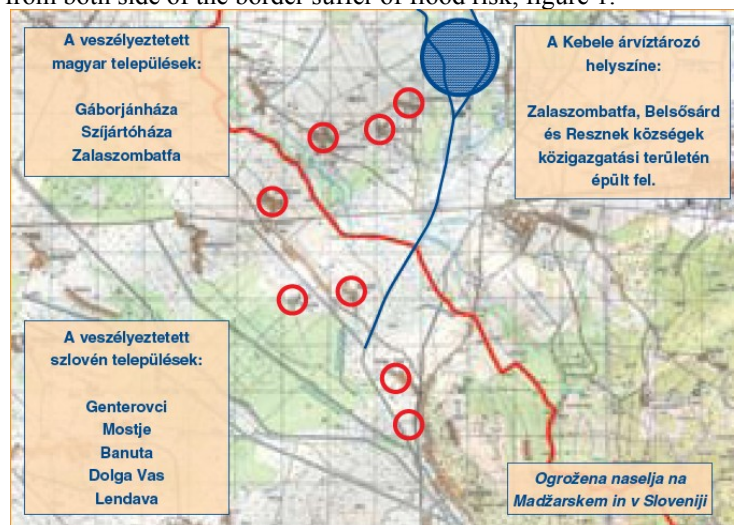 from both side of the border suffer of flood risk, figure 1.
A veszélyeztetett
magyar települések:
Gáborjánháza
Szíjártóháza
Zalaszombatfa
A Kebele árvíztározó
helyszíne:
Zalaszombatfa, Belsősárd
és Resznek községek
közigazgatási területén
épült fel.
A veszélyeztetett
szlovén települések:
Genterovci
Mostje
Banuta
Dolga Vas
Lendava
Ogrožena naselja na
Madžarskem in v Sloveniji